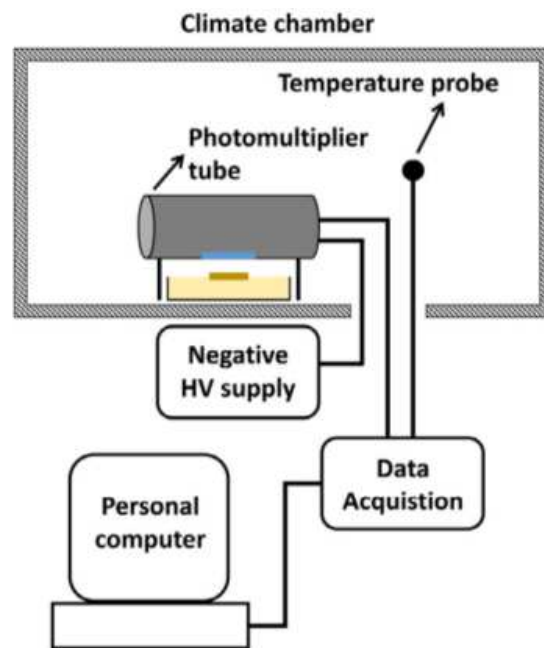 Climate chamber
Temperature probe
Photomultiplier
tube
Negative
HV supply
Data
Acquistion
Personal
computer